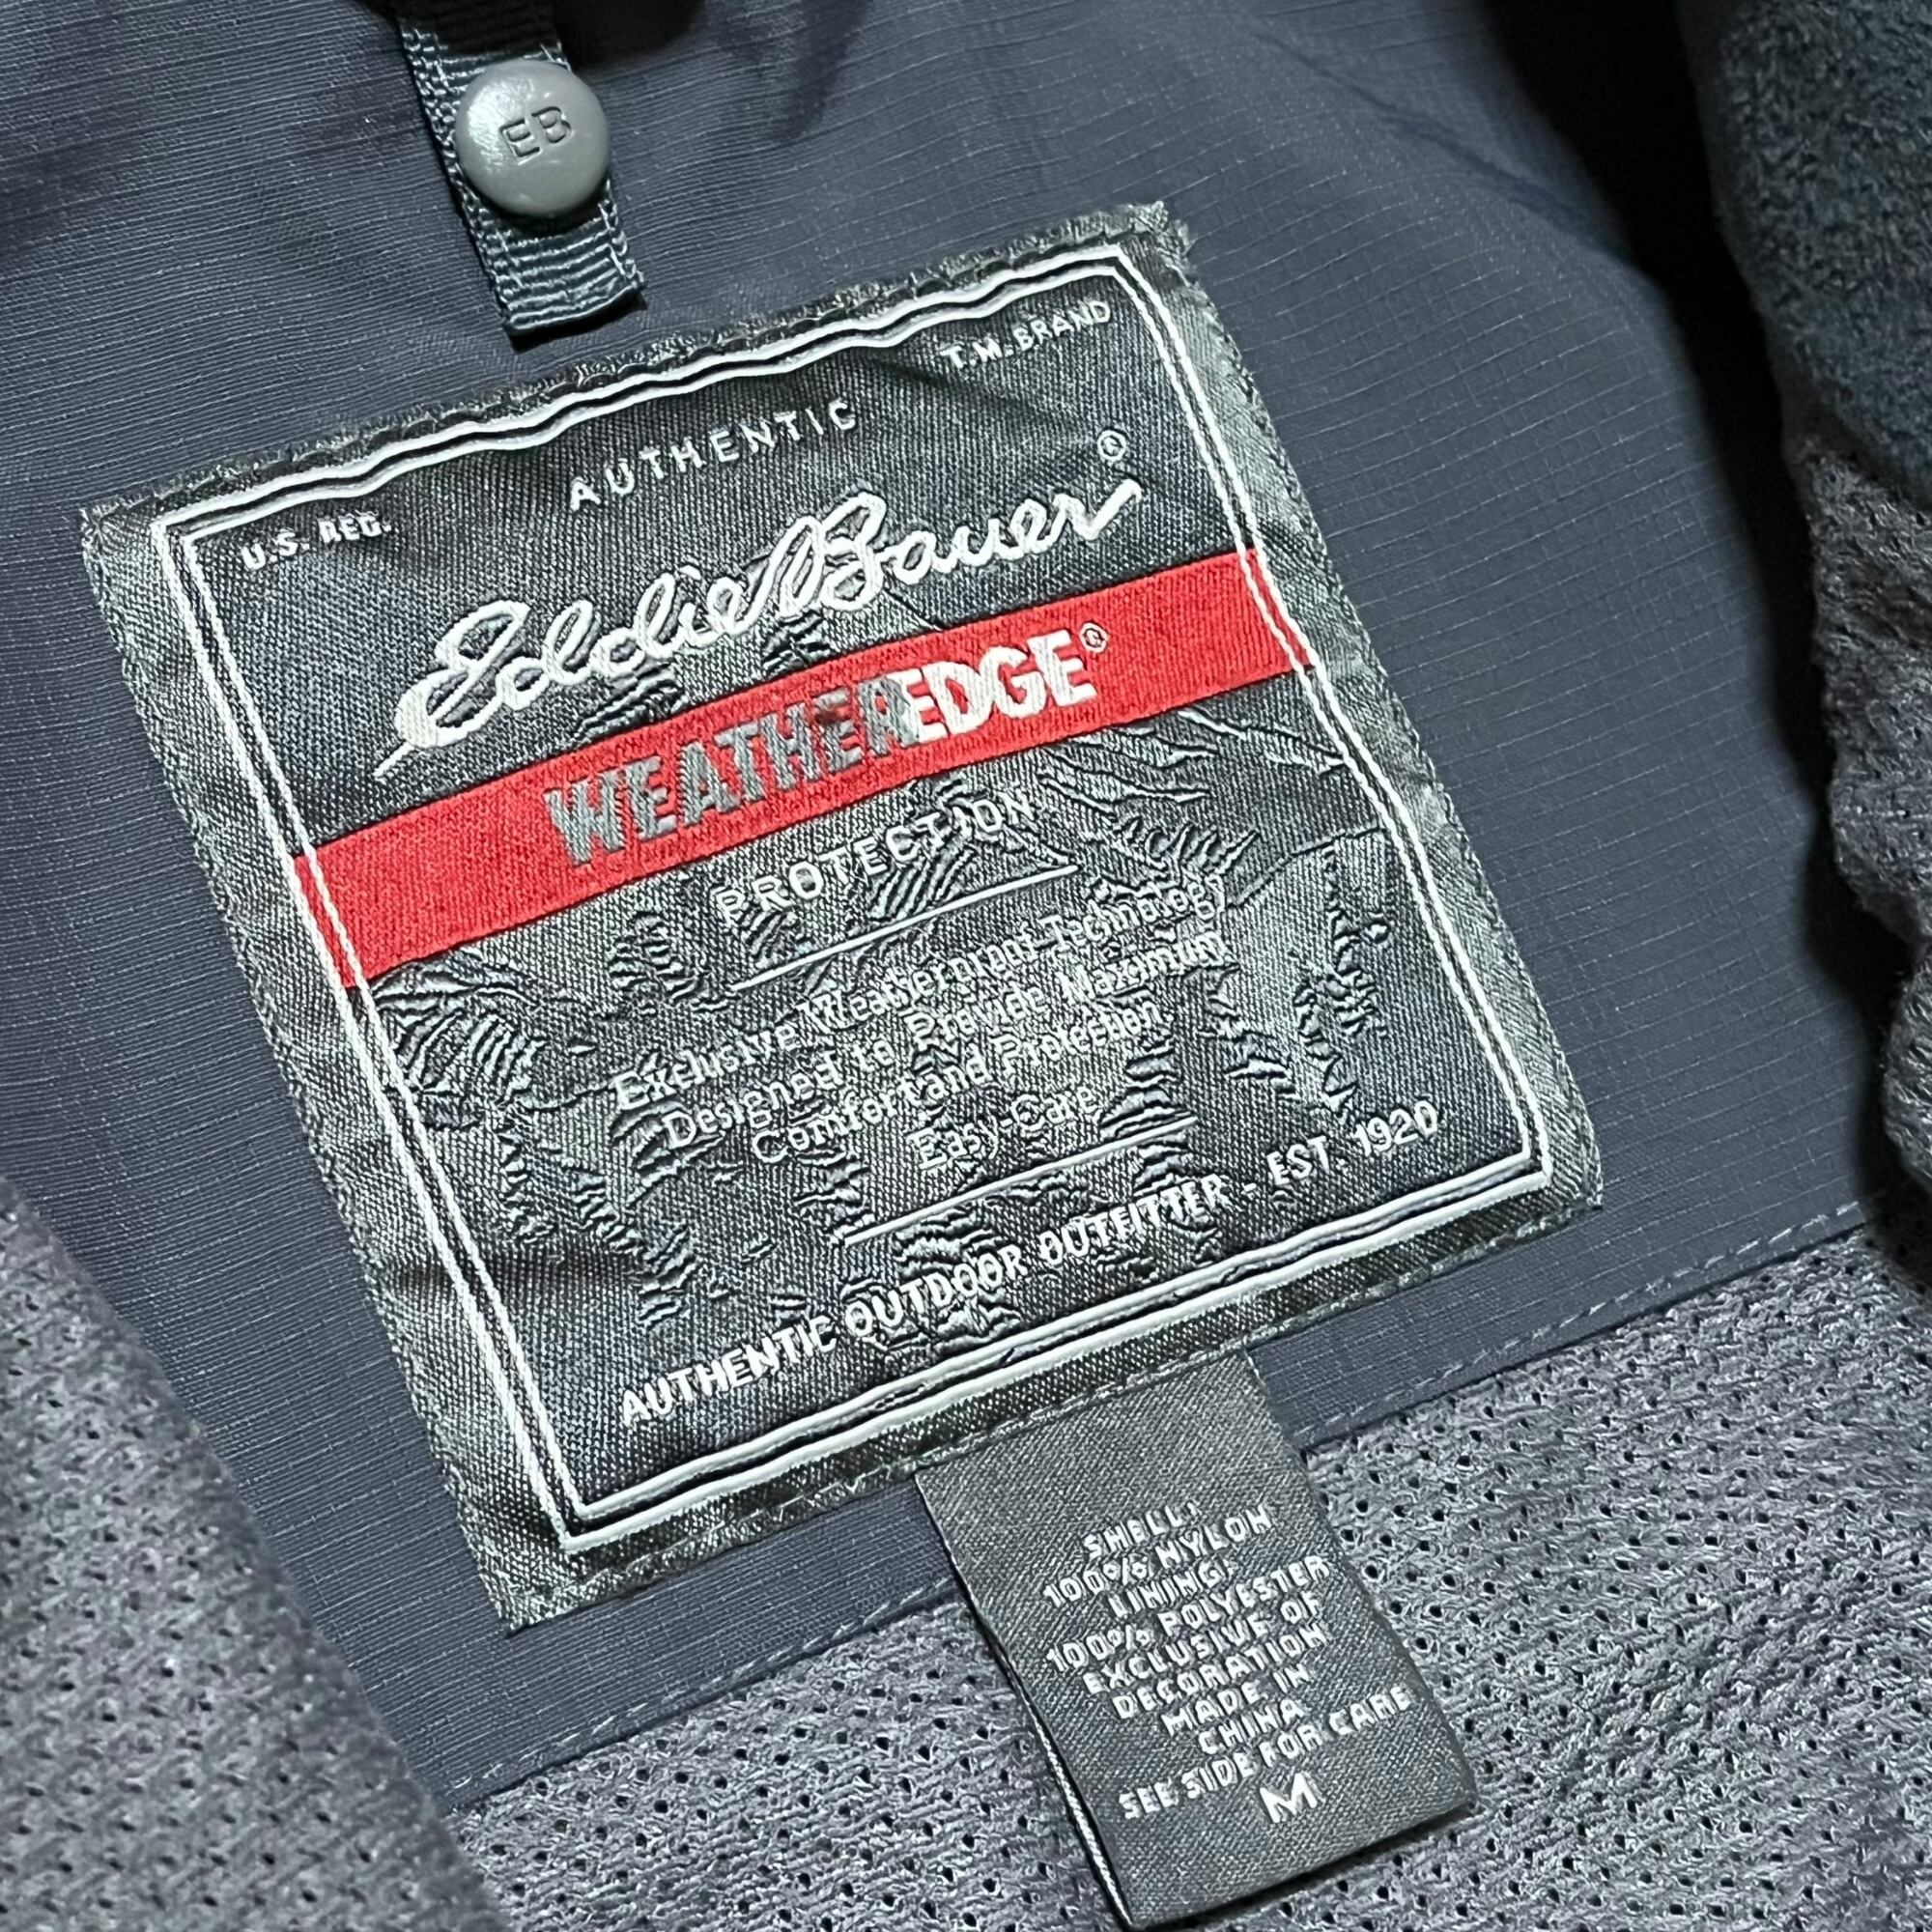 EB
T.M. BRAND
U.S. REG.
AUTHENTIC
Eddie Bauer®
WEATHEREDGE®
PROTECTION
Exclusive Weatherprint Technology
Designed to Provide Maximum
Comfort and Protection.
Easy-Care
AUTHENTIC OUTDOOR OUTFITTER - EST. 1920
SHELL:
100% NYLON
LINING:
100% POLYESTER
EXCLUSIVE OF
DECORATION
MADE IN
CHINA
SEE SIDE FOR CARE
M